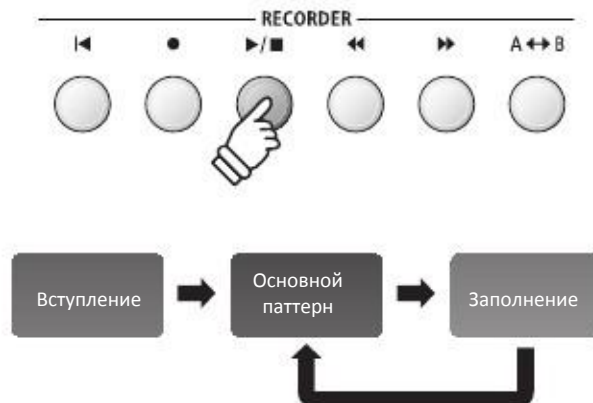 RECORDER
A ↔ B
Вступление
Основной
паттерн
Заполнение